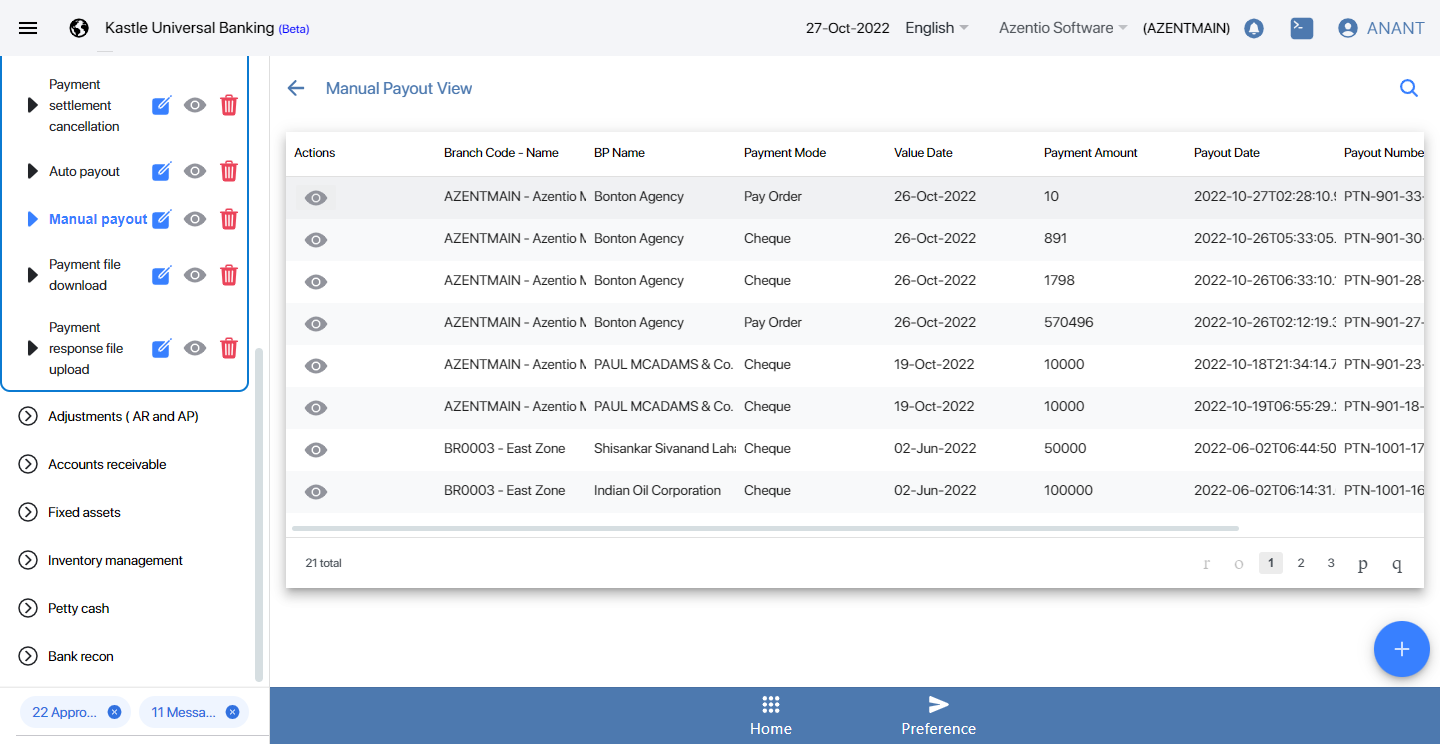 Kastle Universal Banking (Beta)
27-Oct-2022 English Azentio Software (AZENTMAIN) ANANT
Payment
settlement
cancellation
Auto payout
Manual payout
Payment file
download
Payment
response file
upload
Adjustments ( AR and AP)
Accounts receivable
Fixed assets
Inventory management
Petty cash
Bank recon
22 Appro...
11 Messa...
Manual Payout View
Actions Branch Code - Name BP Name Payment Mode Value Date Payment Amount Payout Date Payout Numbe
AZENTMAIN - Azentio M Bonton Agency Pay Order 26-Oct-2022 10 2022-10-27T02:28:10.9 PTN-901-33-
AZENTMAIN - Azentio M Bonton Agency Cheque 26-Oct-2022 891 2022-10-26T05:33:05. PTN-901-30-
AZENTMAIN - Azentio M Bonton Agency Cheque 26-Oct-2022 1798 2022-10-26T06:33:10. PTN-901-28-
AZENTMAIN - Azentio M Bonton Agency Pay Order 26-Oct-2022 570496 2022-10-26T02:12:19.3 PTN-901-27-
AZENTMAIN - Azentio M PAUL MCADAMS & Co. Cheque 19-Oct-2022 10000 2022-10-18T21:34:14.7 PTN-901-23-
AZENTMAIN - Azentio M PAUL MCADAMS & Co. Cheque 19-Oct-2022 10000 2022-10-19T06:55:29. PTN-901-18-
BR0003 - East Zone Shisankar Sivanand Laha Cheque 02-Jun-2022 50000 2022-06-02T06:44:50 PTN-1001-17
BR0003 - East Zone Indian Oil Corporation Cheque 02-Jun-2022 100000 2022-06-02T06:14:31. PTN-1001-16
21 total
r o 1 2 3 p q
Home Preference